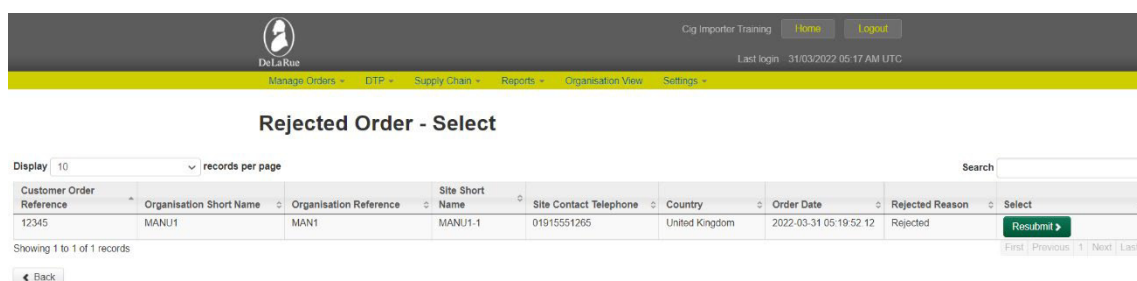 Cig Importer Training Home Logout
DeLaRue
Last login 31/03/2022 05:17 AM UTC
Manage Orders DTP Supply Chain Reports Organisation View Settings
Rejected Order - Select
Display 10 records per page Search
Customer Order Reference Organisation Short Name Organisation Reference Site Short Name Site Contact Telephone Country Order Date Rejected Reason Select
12345 MANU1 MAN1 MANU1-1 01915551265 United Kingdom 2022-03-31 05:19:52.12 Rejected Resubmit
Showing 1 to 1 of 1 records
First Previous 1 Next Last
Back